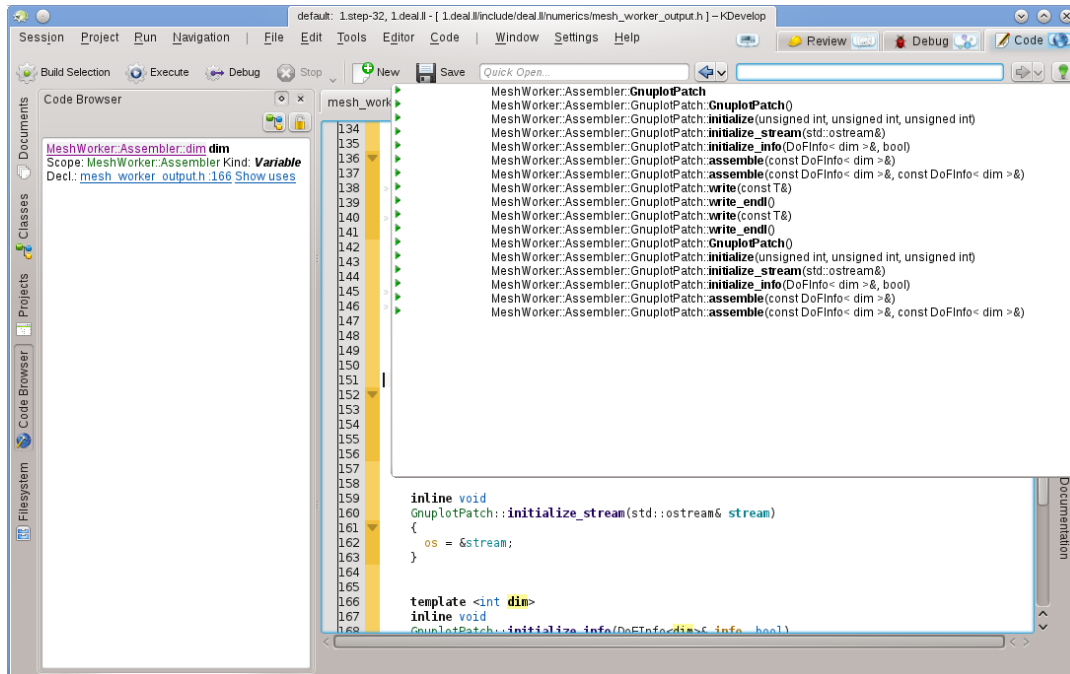 default: 1.step-32, 1.deal.II - [ 1.deal.II/include/deal.II/numerics/mesh_worker_output.h ] – KDevelop
Session Project Run Navigation | File Edit Tools Editor Code | Window Settings Help Review Debug Code
Build Selection Execute Debug Stop New Save Quick Open...
Documents
Classes
Projects
Code Browser
Filesystem
Code Browser
MeshWorker::Assembler::dim dim
Scope: MeshWorker::Assembler Kind: Variable
Decl.: mesh_worker_output.h :166 Show uses
mesh_work
MeshWorker::Assembler::GnuplotPatch
MeshWorker::Assembler::GnuplotPatch::GnuplotPatch()
MeshWorker::Assembler::GnuplotPatch::initialize(unsigned int, unsigned int, unsigned int)
MeshWorker::Assembler::GnuplotPatch::initialize_stream(std::ostream&)
MeshWorker::Assembler::GnuplotPatch::initialize_info(DoFInfo< dim >&, bool)
MeshWorker::Assembler::GnuplotPatch::assemble(const DoFInfo< dim >&)
MeshWorker::Assembler::GnuplotPatch::assemble(const DoFInfo< dim >&, const DoFInfo< dim >&)
MeshWorker::Assembler::GnuplotPatch::write(const T&)
MeshWorker::Assembler::GnuplotPatch::write_endl()
MeshWorker::Assembler::GnuplotPatch::write(const T&)
MeshWorker::Assembler::GnuplotPatch::write_endl()
MeshWorker::Assembler::GnuplotPatch::GnuplotPatch()
MeshWorker::Assembler::GnuplotPatch::initialize(unsigned int, unsigned int, unsigned int)
MeshWorker::Assembler::GnuplotPatch::initialize_stream(std::ostream&)
MeshWorker::Assembler::GnuplotPatch::initialize_info(DoFInfo< dim >&, bool)
MeshWorker::Assembler::GnuplotPatch::assemble(const DoFInfo< dim >&)
MeshWorker::Assembler::GnuplotPatch::assemble(const DoFInfo< dim >&, const DoFInfo< dim >&)
134
135
136
137
138
139
140
141
142
143
144
145
146
147
148
149
150
151
152
153
154
155
156
157
158
159 inline void
160 GnuplotPatch::initialize_stream(std::ostream& stream)
161 {
162 os = &stream;
163 }
164
165
166 template <int dim>
167 inline void
168 GnuplotPatch::initialize_info(DoFInfo<dim>& info, bool)
Documentation